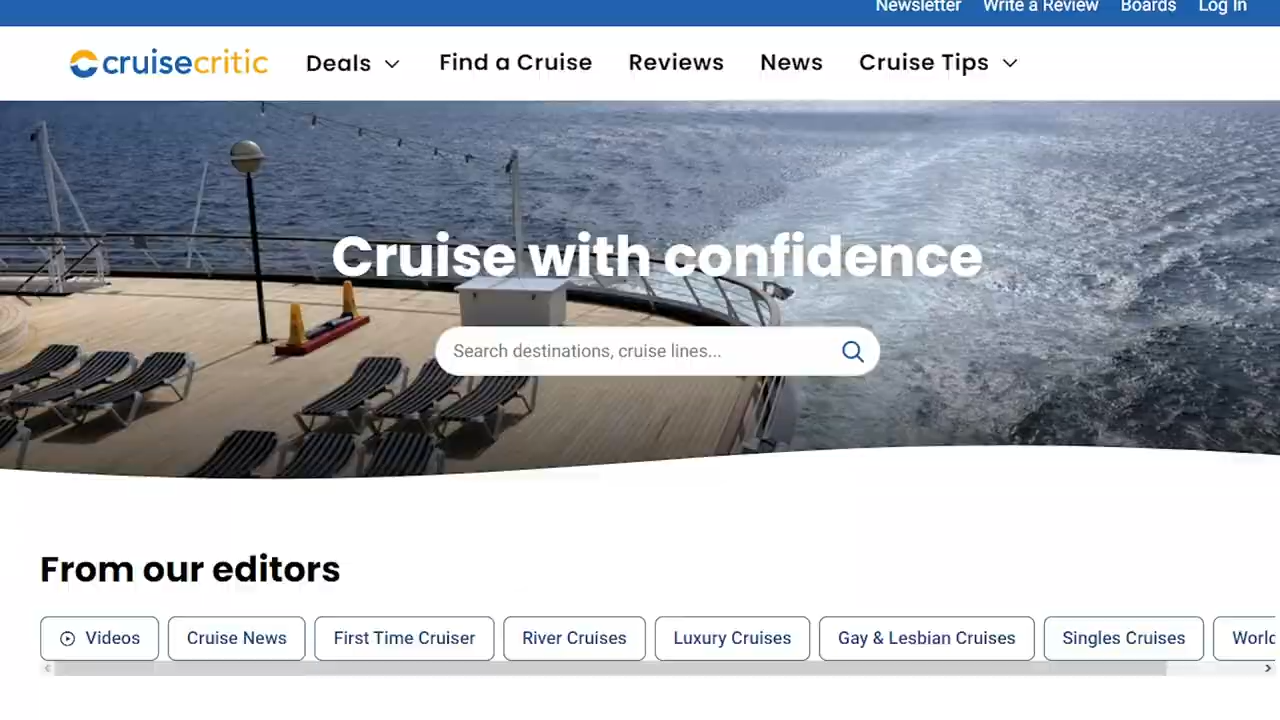 Newsletter Write a Review Boards Log In
cruisecritic Deals Find a Cruise Reviews News Cruise Tips
Cruise with confidence
Search destinations, cruise lines...
From our editors
Videos Cruise News First Time Cruiser River Cruises Luxury Cruises Gay & Lesbian Cruises Singles Cruises